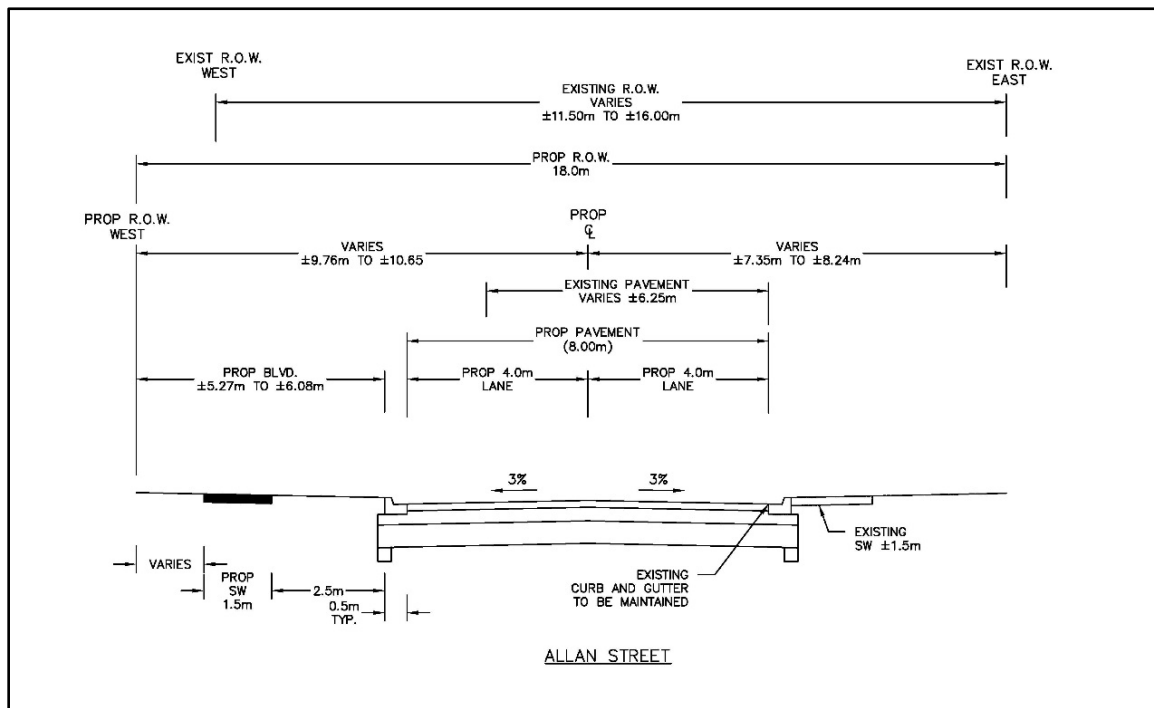 EXIST R.O.W.
WEST
EXIST R.O.W.
EAST
EXISTING R.O.W.
VARIES
±11.50m TO ±16.00m
PROP R.O.W.
18.0m
PROP R.O.W.
WEST
PROP
℄
VARIES
±9.76m TO ±10.65
VARIES
±7.35m TO ±8.24m
EXISTING PAVEMENT
VARIES ±6.25m
PROP PAVEMENT
(8.00m)
PROP BLVD.
±5.27m TO ±6.08m
PROP 4.0m
LANE
PROP 4.0m
LANE
3%
3%
EXISTING
SW ±1.5m
VARIES
PROP
SW
1.5m
2.5m
0.5m
TYP.
EXISTING
CURB AND GUTTER
TO BE MAINTAINED
ALLAN STREET